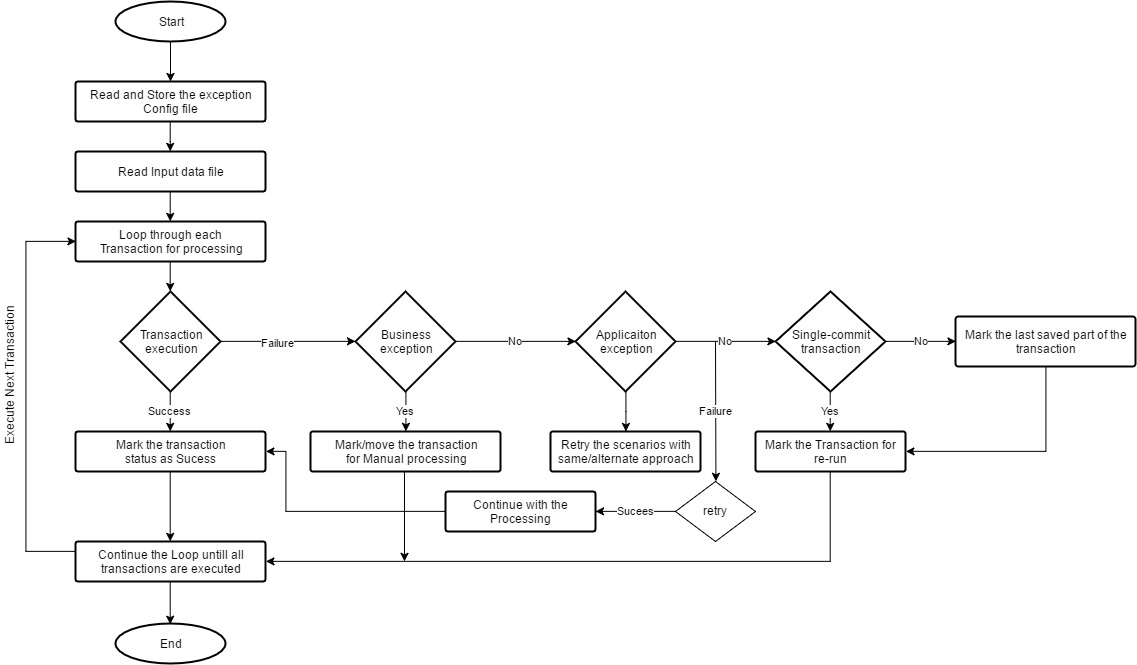 Start
Read and Store the exception
Config file
Read Input data file
Loop through each
Transaction for processing
Execute Next Transaction
Transaction
execution
Failure
Business
exception
No
Applicaiton
exception
No
Single-commit
transaction
No
Mark the last saved part of the
transaction
Success
Yes
Failure
Yes
Mark the transaction
status as Sucess
Mark/move the transaction
for Manual processing
Retry the scenarios with
same/alternate approach
Mark the Transaction for
re-run
Continue with the
Processing
Sucees
retry
Continue the Loop untill all
transactions are executed
End